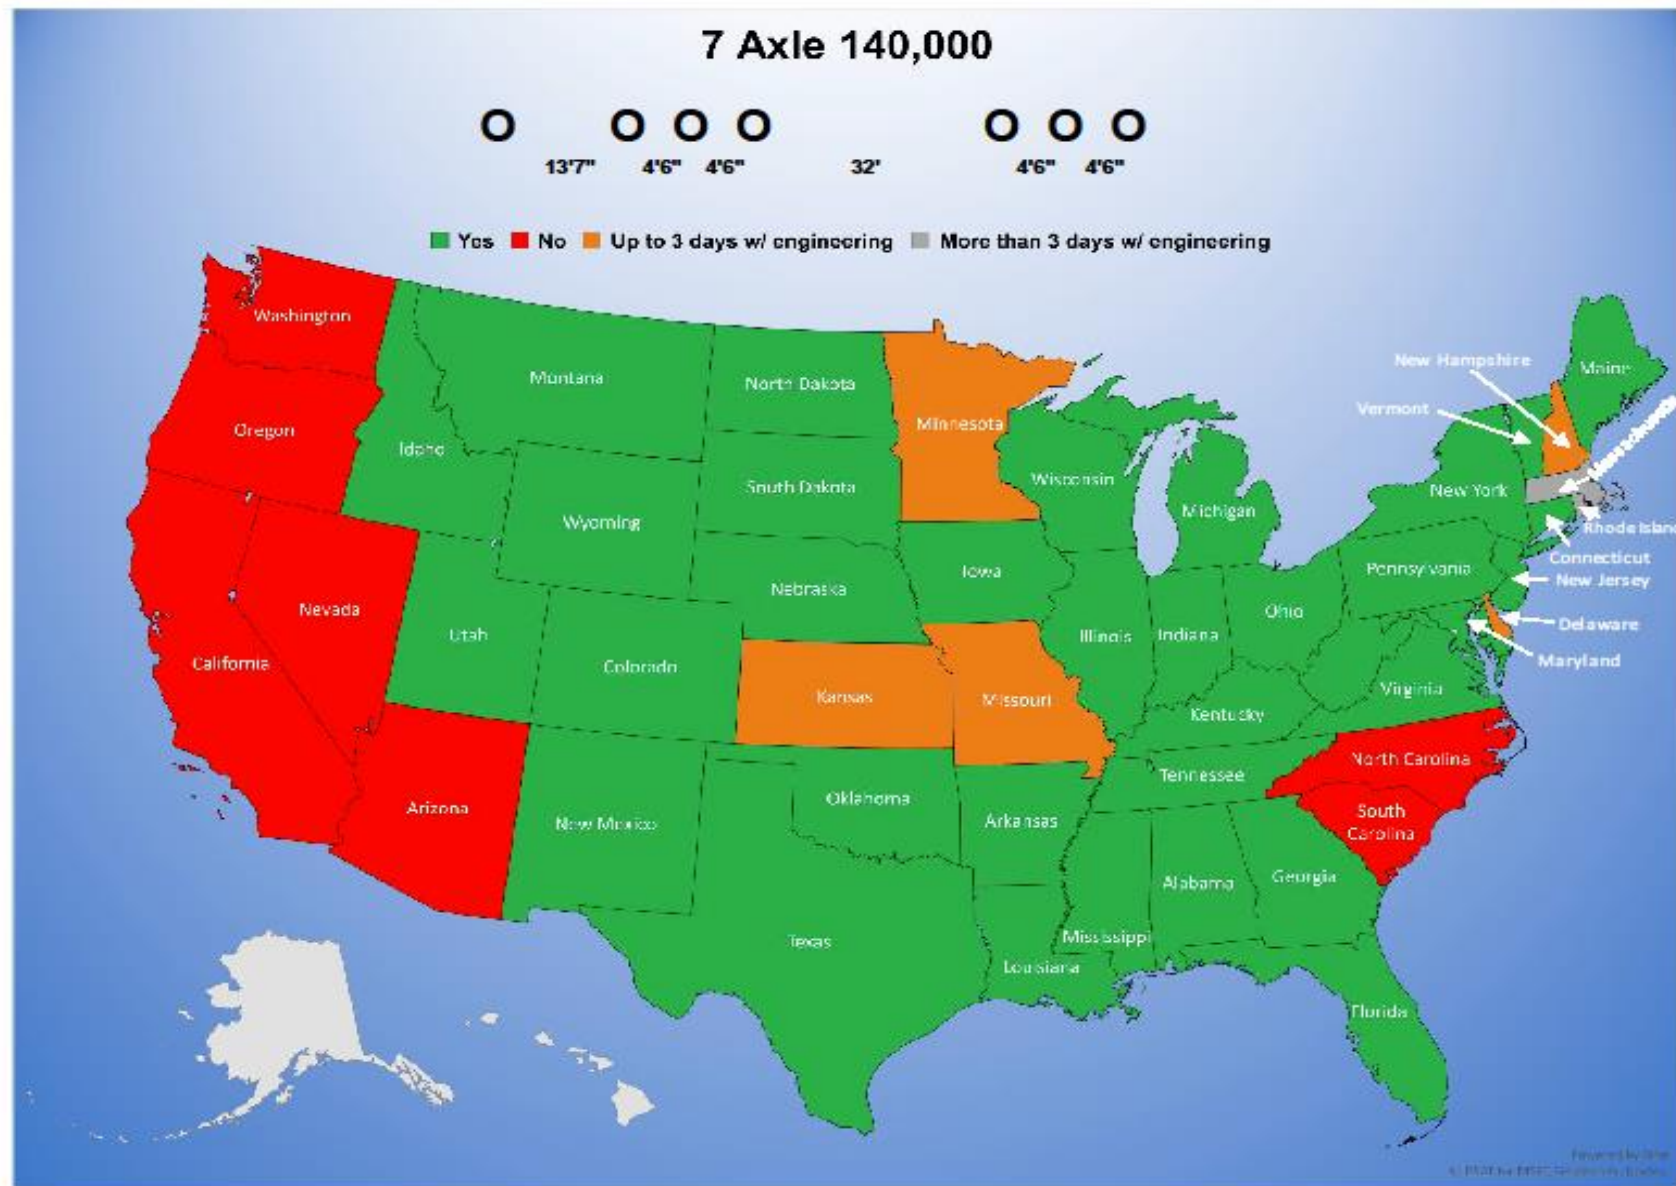 7 Axle 140,000
O O O O O O O
13'7" 4'6" 4'6" 32' 4'6" 4'6"
Yes No Up to 3 days w/ engineering More than 3 days w/ engineering
Washington
Montana
North Dakota
Minnesota
New Hampshire
Maine
Vermont
Oregon
Idaho
South Dakota
Wisconsin
Michigan
New York
Wyoming
Rhode Island
Connecticut
Iowa
Pennsylvania
New Jersey
Nebraska
Nevada
Utah
Illinois
Indiana
Ohio
Delaware
California
Colorado
Kansas
Missouri
Kentucky
Virginia
Maryland
North Carolina
Tennessee
Arizona
New Mexico
Oklahoma
Arkansas
South
Carolina
Alabama
Georgia
Texas
Mississippi
Louisiana
Florida